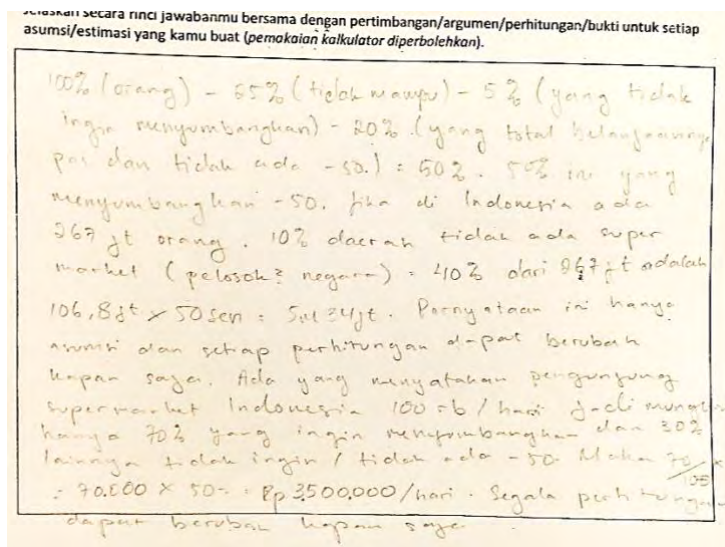 Jelaskan secara rinci jawabanmu bersama dengan pertimbangan/argumen/perhitungan/bukti untuk setiap
asumsi/estimasi yang kamu buat (pemakaian kalkulator diperbolehkan).
100% (orang) - 25% (tidak mampu) - 5% (yang tidak
ingin menyumbangkan) - 20% (yang total belanjaannya
pas dan tidak ada -50.) = 50%. 50% ini yang
menyumbangkan -50. Jika di Indonesia ada
267 jt orang. 10% daerah tidak ada super
market (pelosok² negara) = 40% dari 267 jt adalah
106,8 jt x 50 sen = 5 M 34 jt. Pernyataan ini hanya
asumsi dan setiap perhitungan dapat berubah
kapan saja. Ada yang menyatakan pengunjung
supermarket Indonesia 100 rb / hari jadi mungkin
hanya 70% yang ingin menyumbangkan dan 30%
lainnya tidak ingin / tidak ada -50. Maka 70/100 x
= 70.000 x 50 = Rp 3.500.000/hari. Segala perhitungan
dapat berubah kapan saja